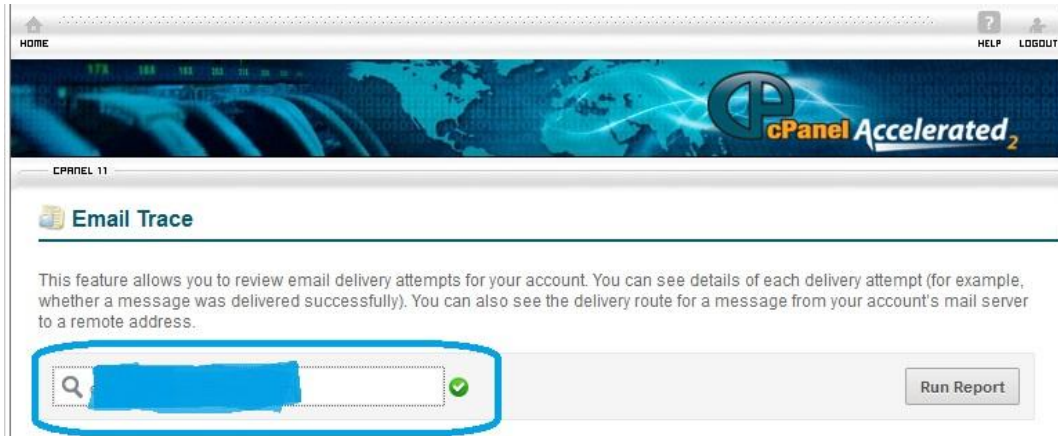 HOME
HELP
LOGOUT
cPanel Accelerated2
CPANEL 11
Email Trace
This feature allows you to review email delivery attempts for your account. You can see details of each delivery attempt (for example,
whether a message was delivered successfully). You can also see the delivery route for a message from your account's mail server
to a remote address.
Run Report